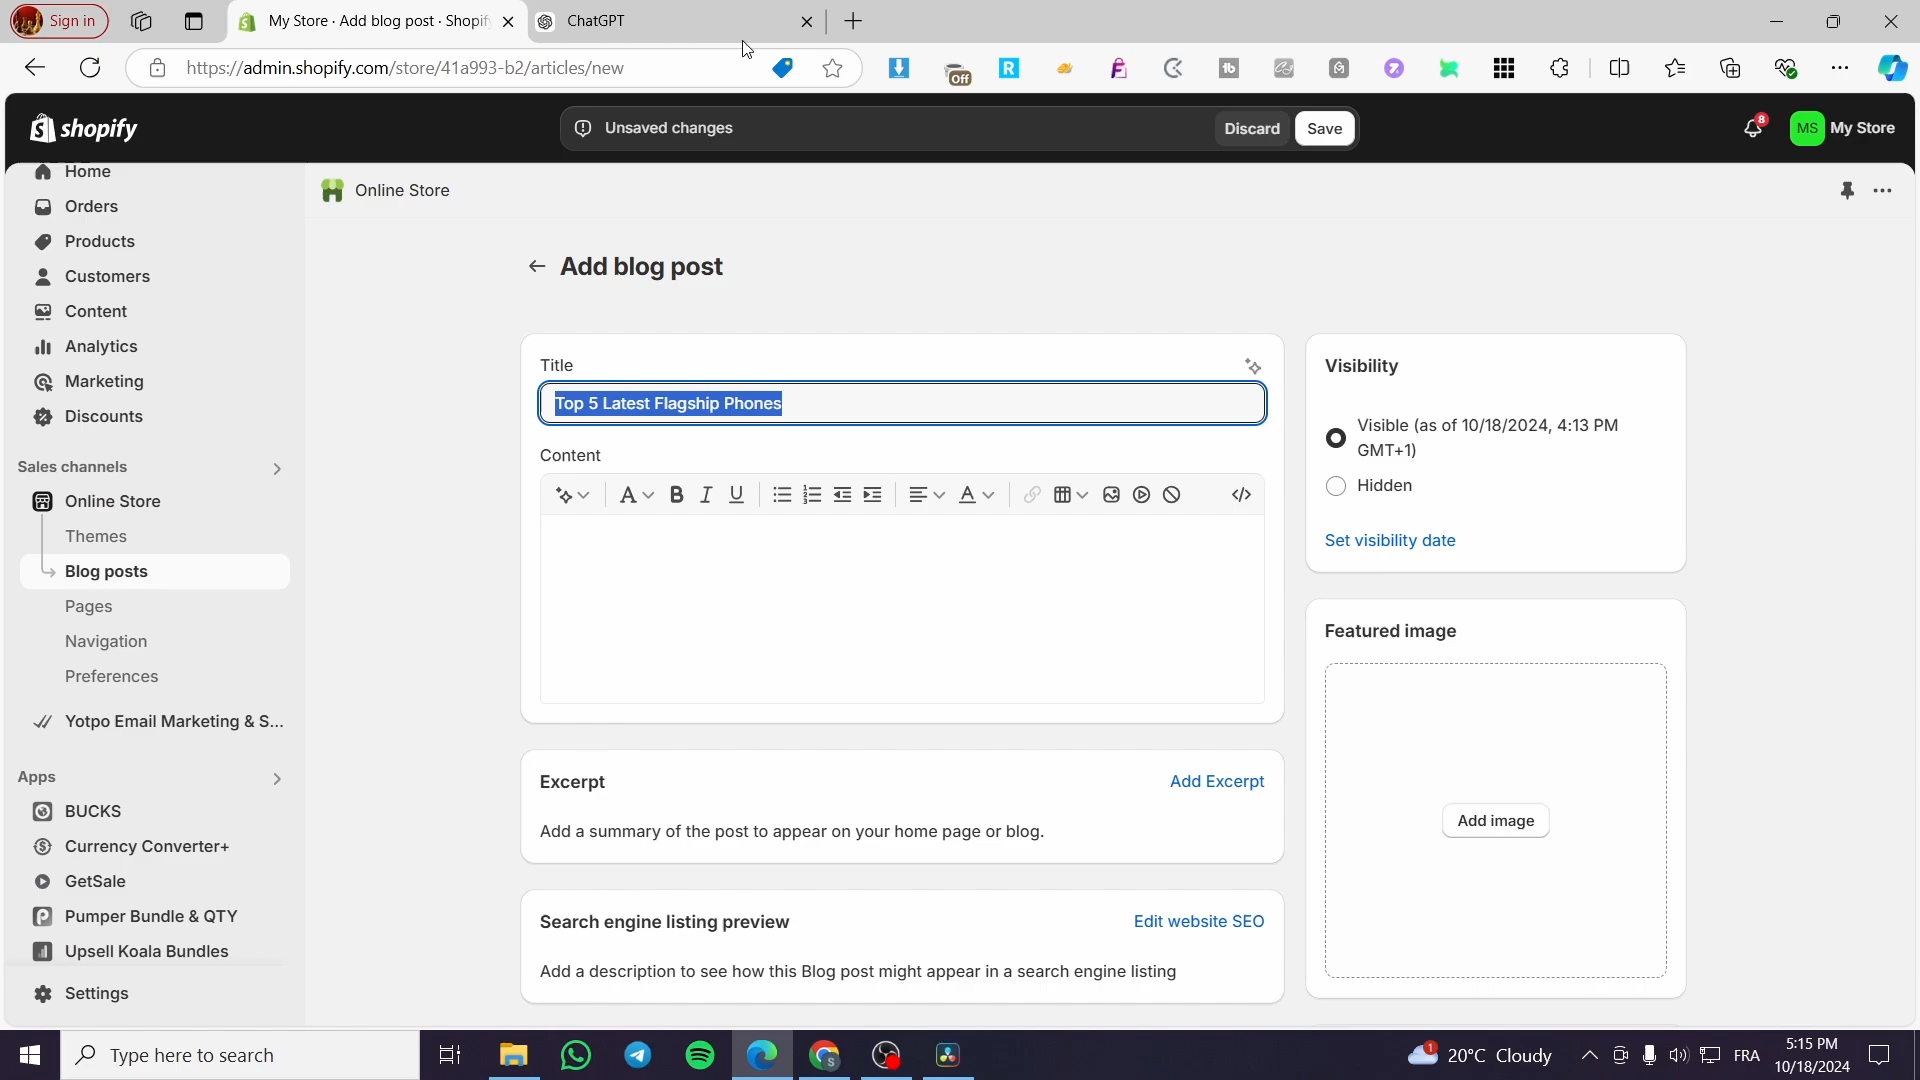 Sign in
My Store · Add blog post · Shopif
ChatGPT
https://admin.shopify.com/store/41a993-b2/articles/new
Off
shopify
Unsaved changes
Discard
Save
8
MS
My Store
Home
Orders
Products
Customers
Content
Analytics
Marketing
Discounts
Sales channels
Online Store
Themes
Blog posts
Pages
Navigation
Preferences
Yotpo Email Marketing & S...
Apps
BUCKS
Currency Converter+
GetSale
Pumper Bundle & QTY
Upsell Koala Bundles
Settings
Online Store
Add blog post
Title
Top 5 Latest Flagship Phones
Content
Excerpt
Add Excerpt
Add a summary of the post to appear on your home page or blog.
Search engine listing preview
Edit website SEO
Add a description to see how this Blog post might appear in a search engine listing
Visibility
Visible (as of 10/18/2024, 4:13 PM
GMT+1)
Hidden
Set visibility date
Featured image
Add image
Type here to search
1
20°C Cloudy
FRA
5:15 PM
10/18/2024